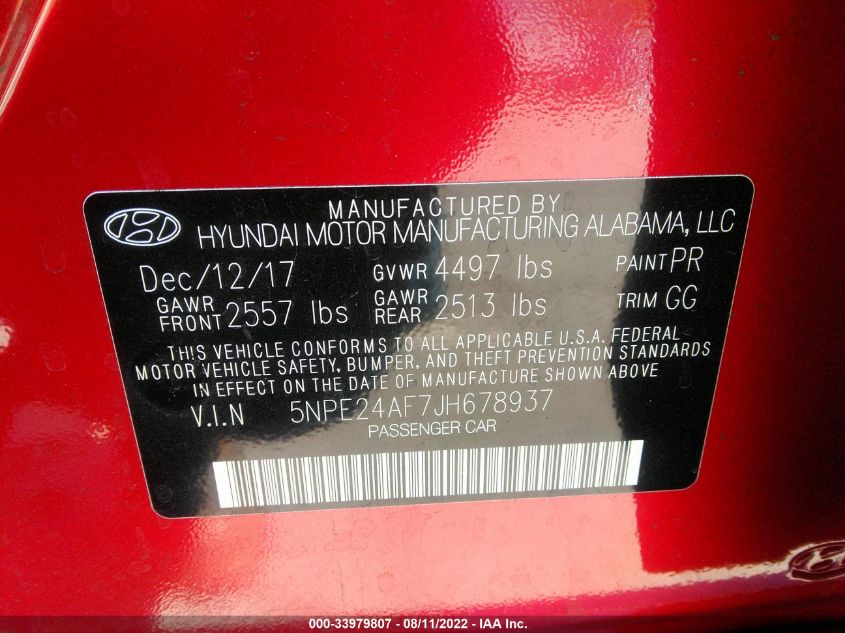 MANUFACTURED BY
HYUNDAI MOTOR MANUFACTURING ALABAMA, LLC
Dec/12/17 GVWR 4497 lbs PAINT PR
GAWR FRONT 2557 lbs GAWR REAR 2513 lbs TRIM GG
THIS VEHICLE CONFORMS TO ALL APPLICABLE U.S.A. FEDERAL
MOTOR VEHICLE SAFETY, BUMPER, AND THEFT PREVENTION STANDARDS
IN EFFECT ON THE DATE OF MANUFACTURE SHOWN ABOVE
V.I.N 5NPE24AF7JH678937
PASSENGER CAR
000-33979807 - 08/11/2022 - IAA Inc.